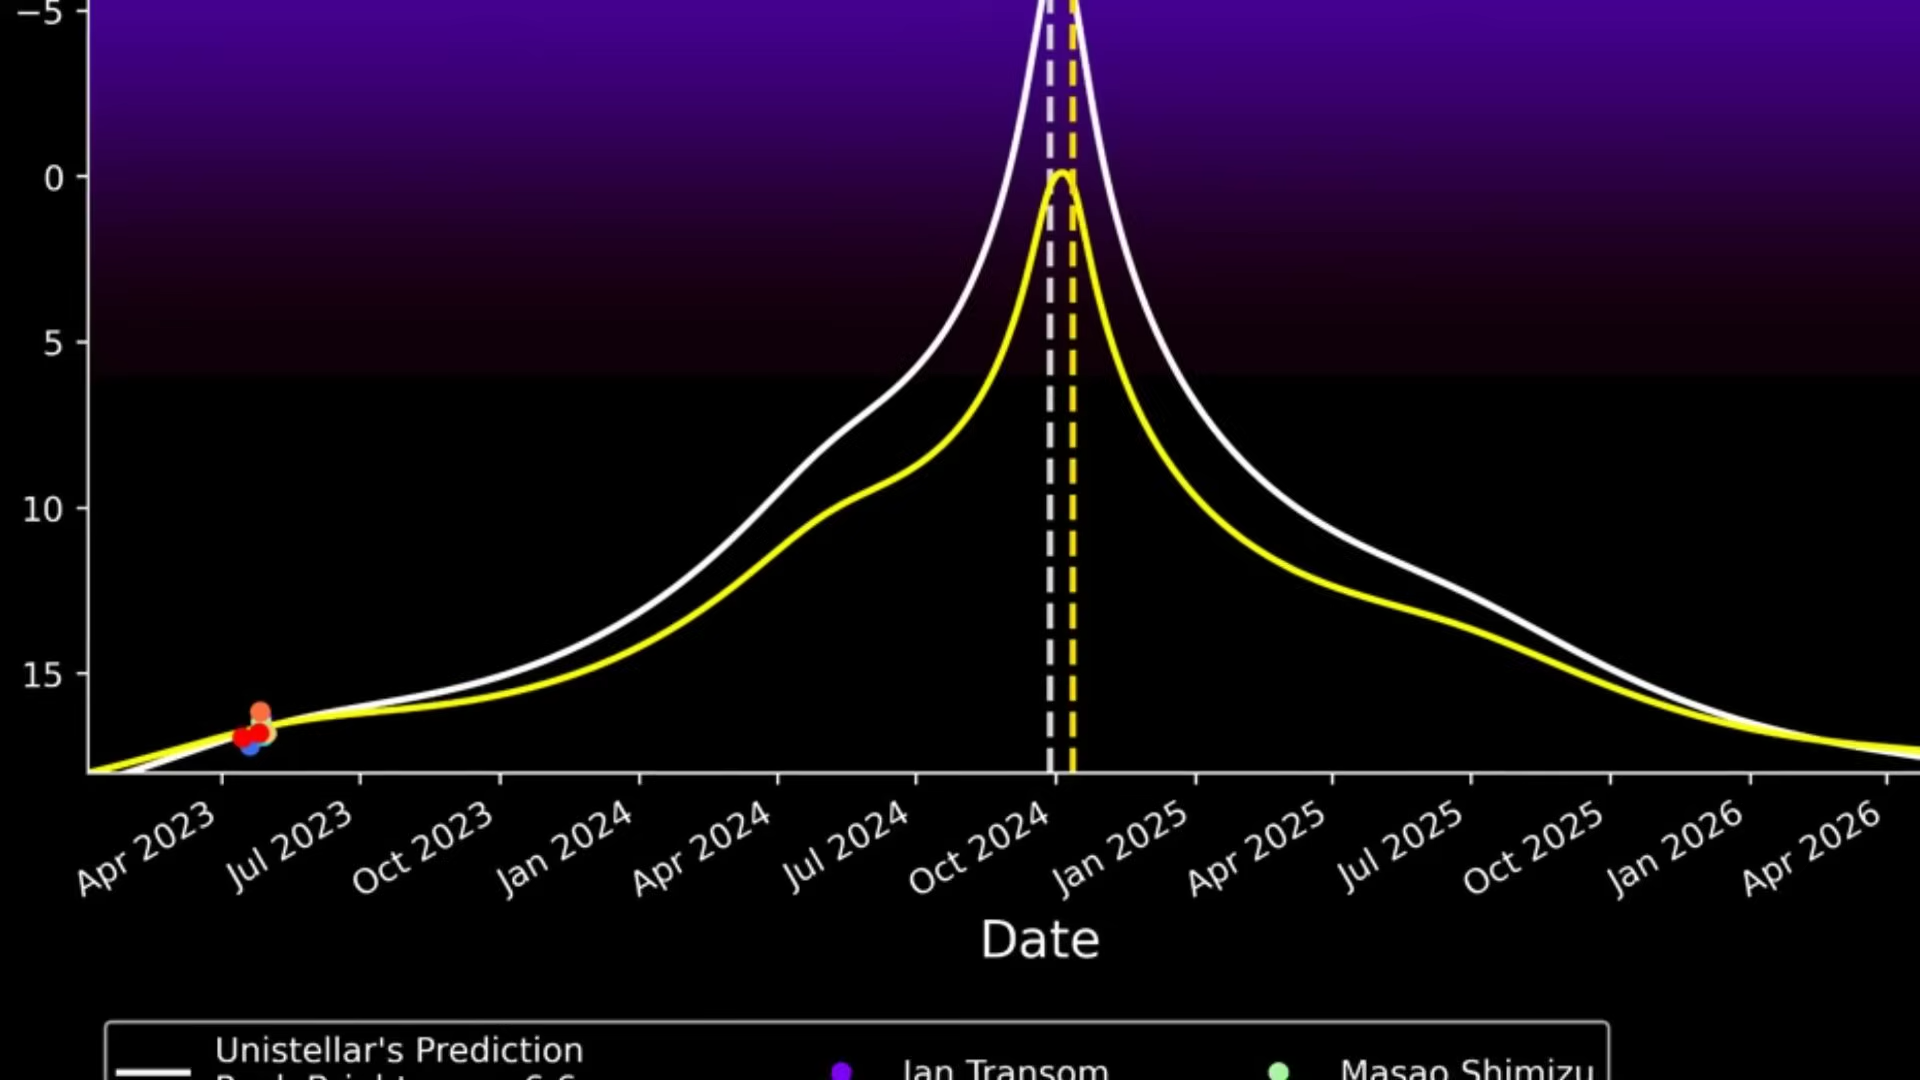 −5
0
5
10
15
Apr 2023
Jul 2023
Oct 2023
Jan 2024
Apr 2024
Jul 2024
Oct 2024
Jan 2025
Apr 2025
Jul 2025
Oct 2025
Jan 2026
Apr 2026
Date
Unistellar's Prediction
Ian Transom
Masao Shimizu